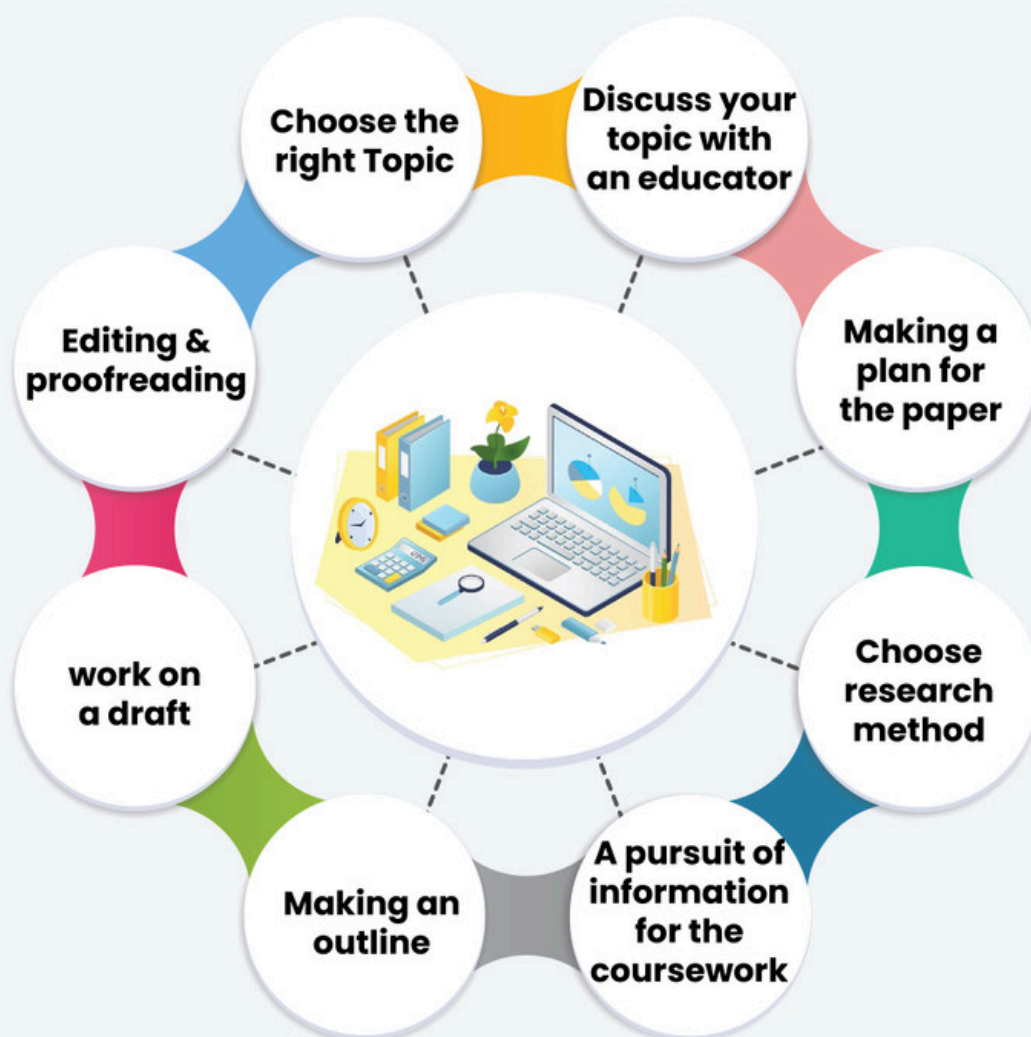 Choose the
right Topic
Discuss your
topic with
an educator
Making a
plan for
the paper
Choose
research
method
A pursuit of
information
for the
coursework
Making an
outline
work on
a draft
Editing &
proofreading